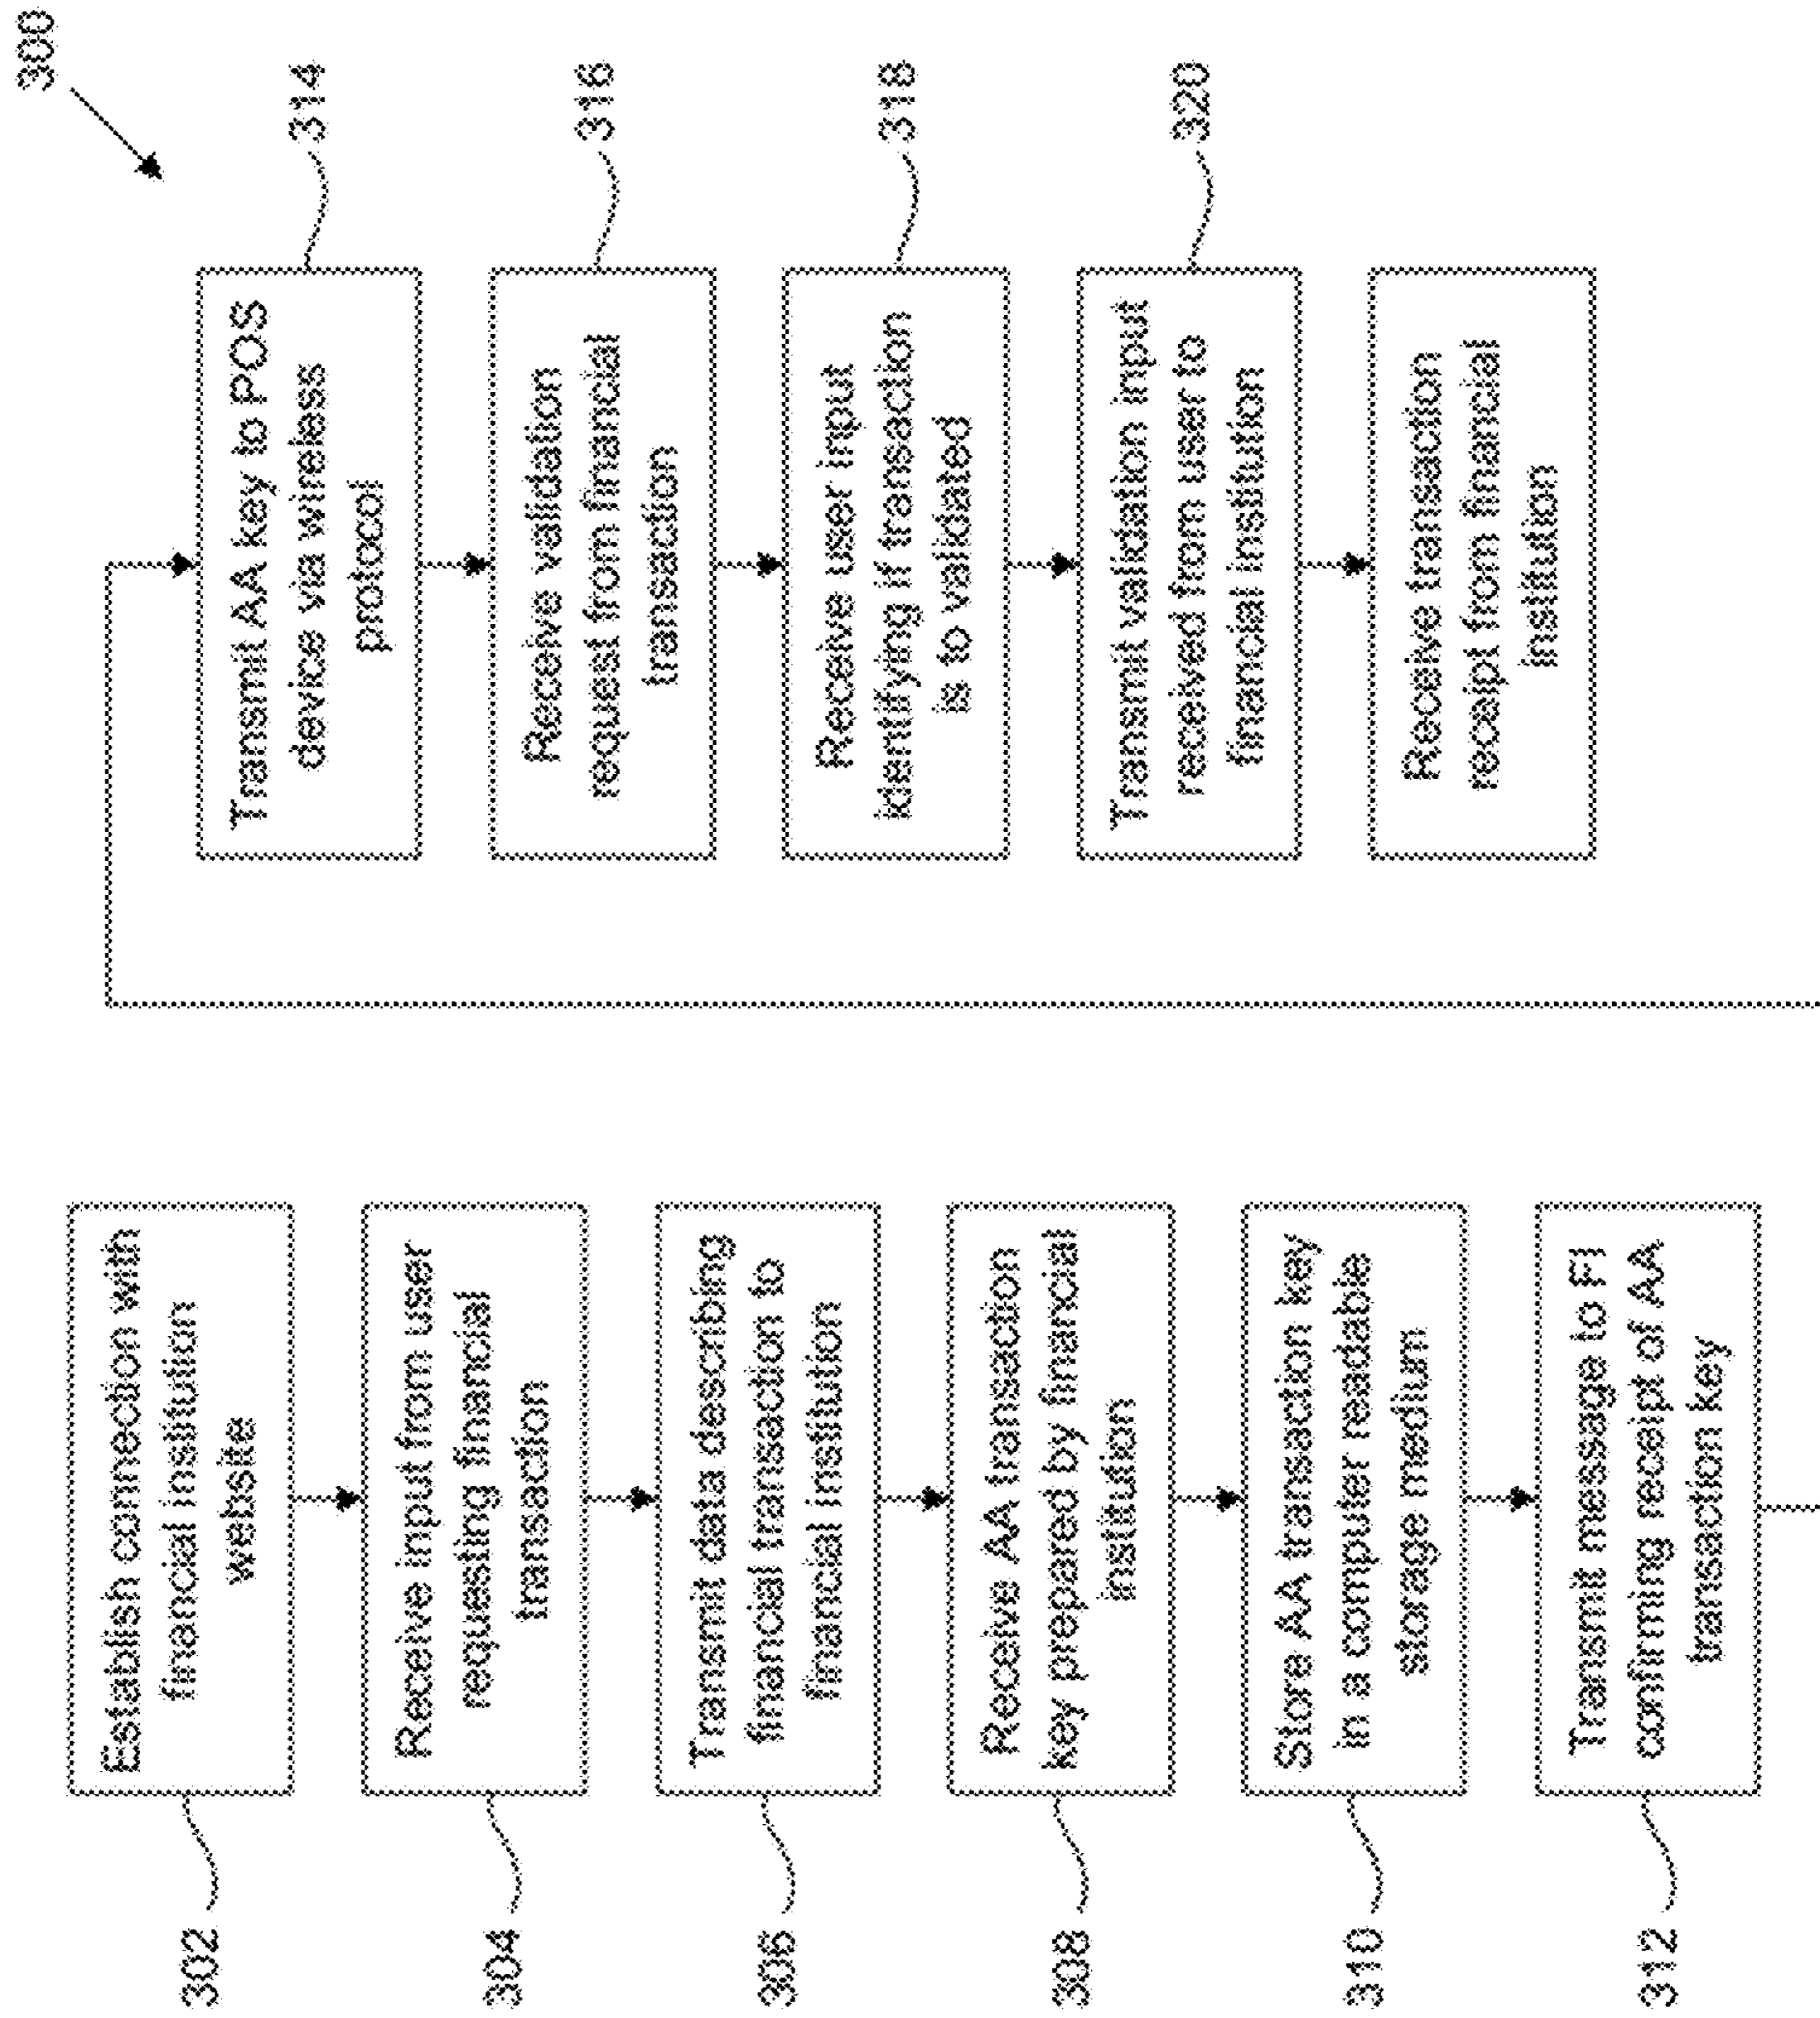 300
302
Establish connection with
financial institution
website
304
Receive input from user
requesting financial
transaction
306
Transmit data describing
financial transaction to
financial institution
308
Receive AA transaction
key prepared by financial
institution
310
Store AA transaction key
in a computer readable
storage medium
312
Transmit message to FI
confirming receipt of AA
transaction key
314
Transmit AA key to POS
device via wireless
protocol
316
Receive validation
request from financial
transaction
318
Receive user input
identifying if transaction
is to validated
320
Transmit validation input
received from user to
financial institution
Receive transaction
receipt from financial
institution